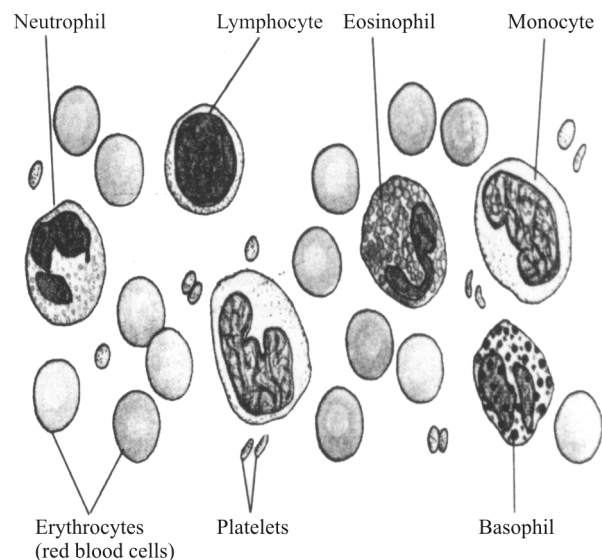 Neutrophil
Lymphocyte
Eosinophil
Monocyte
Erythrocytes
(red blood cells)
Platelets
Basophil